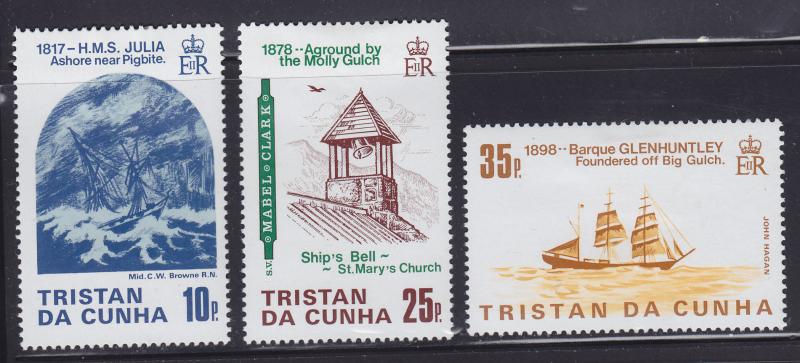 1817 - H.M.S. JULIA
Ashore near Pigbite.
EIIR
Mid. C.W. Browne R.N.
TRISTAN
DA CUNHA 10p.
1878 -- Aground by
the Molly Gulch
EIIR
MABEL CLARK
S.V.
Ship's Bell ~
~ St. Mary's Church
TRISTAN
DA CUNHA 25p.
35p.
1898 -- Barque GLENHUNTLEY
Foundered off Big Gulch.
EIIR
JOHN HAGAN
TRISTAN DA CUNHA